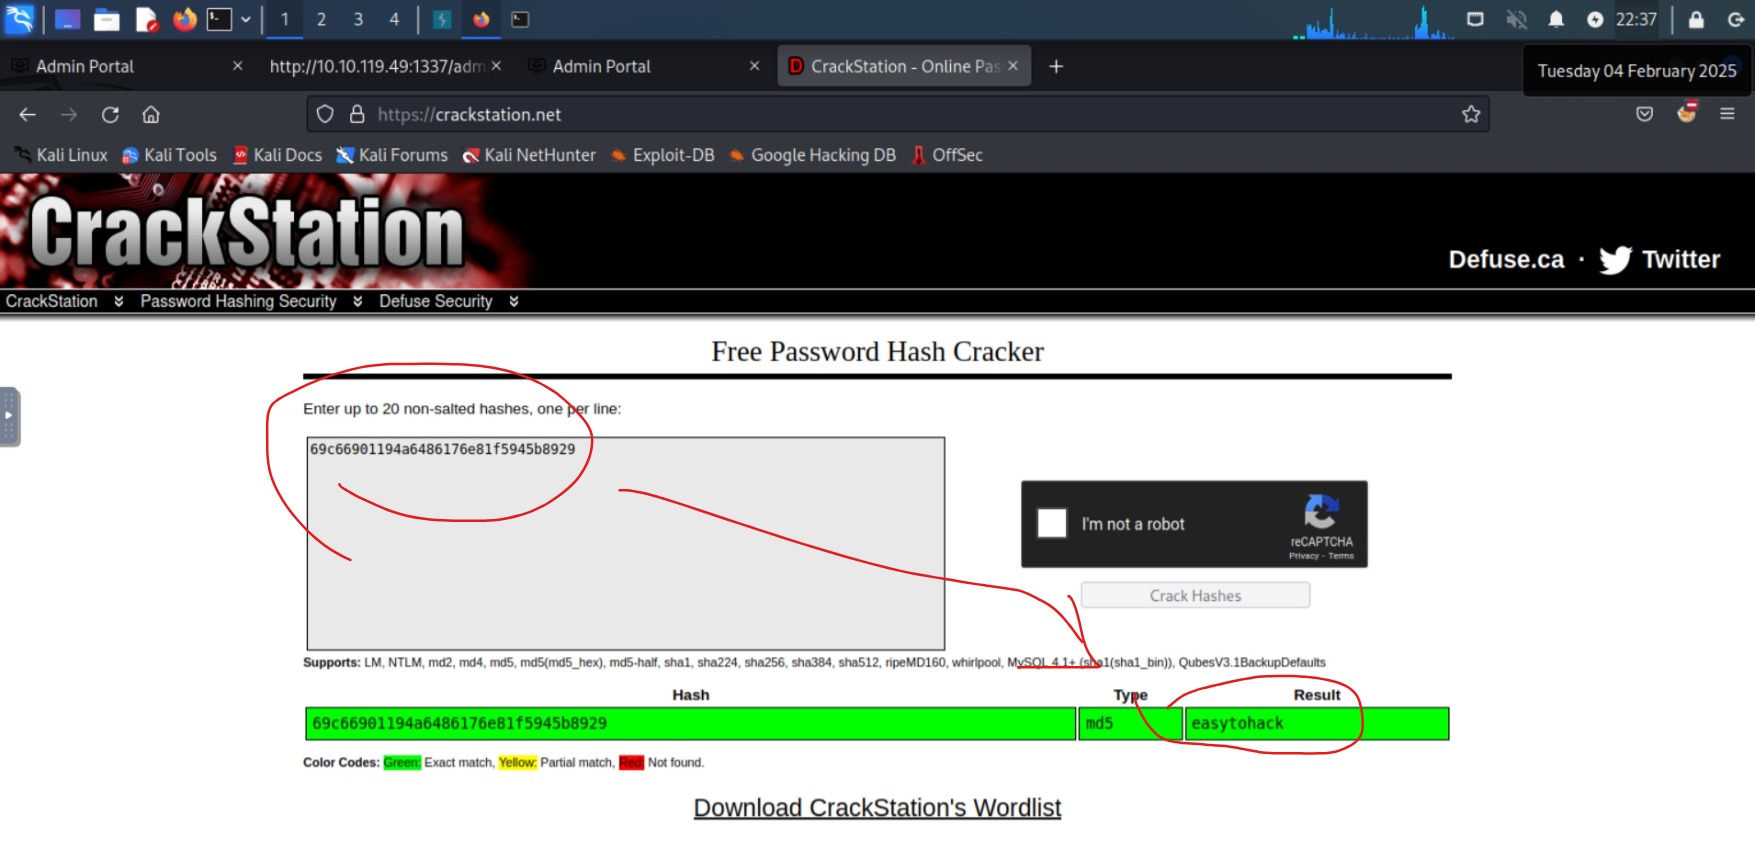 1 2 3 4 22:37
Admin Portal × http://10.10.119.49:1337/adm × Admin Portal × CrackStation - Online Pas × +
Tuesday 04 February 2025
https://crackstation.net
Kali Linux Kali Tools Kali Docs Kali Forums Kali NetHunter Exploit-DB Google Hacking DB OffSec
CrackStation
Defuse.ca · Twitter
CrackStation Password Hashing Security Defuse Security
Free Password Hash Cracker
Enter up to 20 non-salted hashes, one per line:
69c66901194a6486176e81f5945b8929
I'm not a robot
reCAPTCHA
Privacy - Terms
Crack Hashes
Supports: LM, NTLM, md2, md4, md5, md5(md5_hex), md5-half, sha1, sha224, sha256, sha384, sha512, ripeMD160, whirlpool, MySQL 4.1+ (sha1(sha1_bin)), QubesV3.1BackupDefaults
Hash Type Result
69c66901194a6486176e81f5945b8929 md5 easytohack
Color Codes: Green: Exact match, Yellow: Partial match, Red: Not found.
Download CrackStation's Wordlist